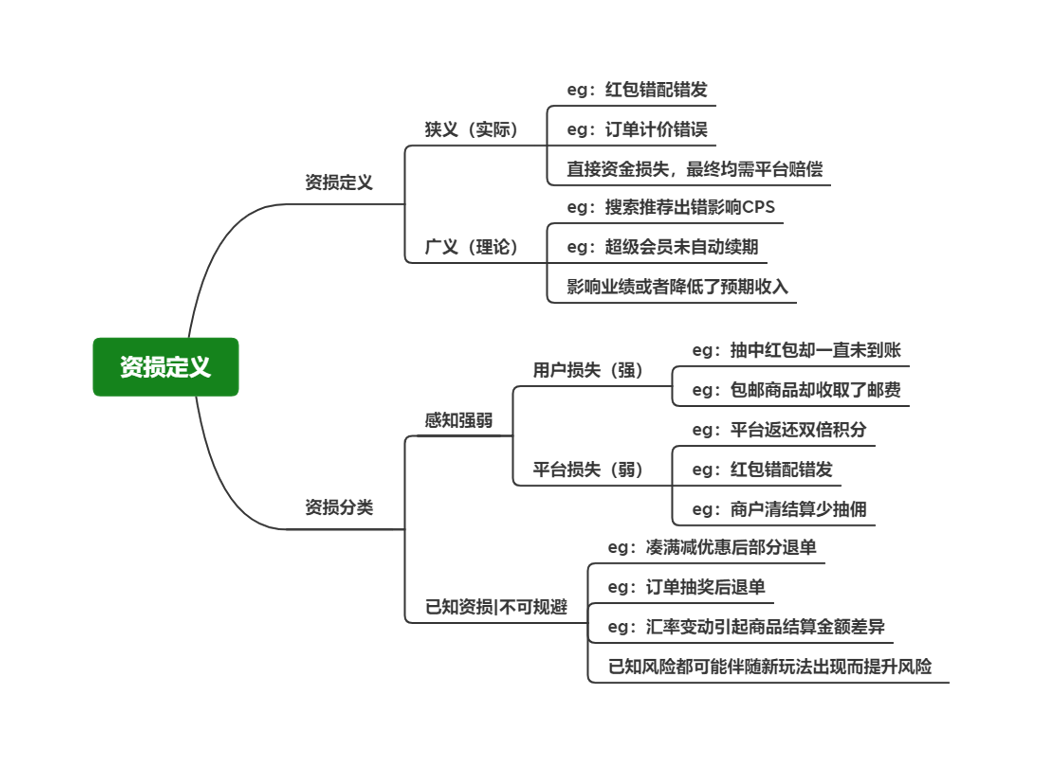 eg：红包错配错发
狭义（实际）
eg：订单计价错误
直接资金损失，最终均需平台赔偿
资损定义
eg：搜索推荐出错影响CPS
广义（理论）
eg：超级会员未自动续期
影响业绩或者降低了预期收入
资损定义
eg：抽中红包却一直未到账
用户损失（强）
eg：包邮商品却收取了邮费
感知强弱
eg：平台返还双倍积分
平台损失（弱）
eg：红包错配错发
eg：商户清结算少抽佣
资损分类
eg：凑满减优惠后部分退单
eg：订单抽奖后退单
已知资损|不可规避
eg：汇率变动引起商品结算金额差异
已知风险都可能伴随新玩法出现而提升风险